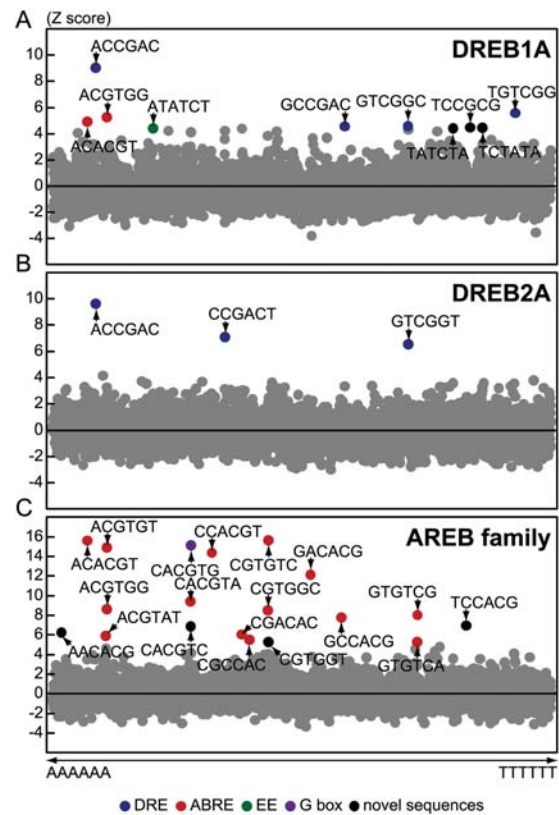 A (Z score)
DREB1A
10
8
6
4
2
0
-2
-4
ACCGAC
ACGTGG
ATATCT
ACACGT
GCCGAC GTCGGC TCCGCG TGTCGG
TATCTA TCTATA
B
DREB2A
10
8
6
4
2
0
-2
-4
ACCGAC
CCGACT
GTCGGT
C
AREB family
16
14
12
10
8
6
4
2
0
-2
-4
ACGTGT CCACGT
ACACGT CACGTG CGTGTC GACACG
ACGTGG CACGTA CGTGGC GTGTCG
ACGTAT CGACAC TCCACG
AACACG CACGTC GCCACG
CGCCAC CGTGGT GTGTCA
AAAAAA TTTTTT
DRE ABRE EE G box novel sequences